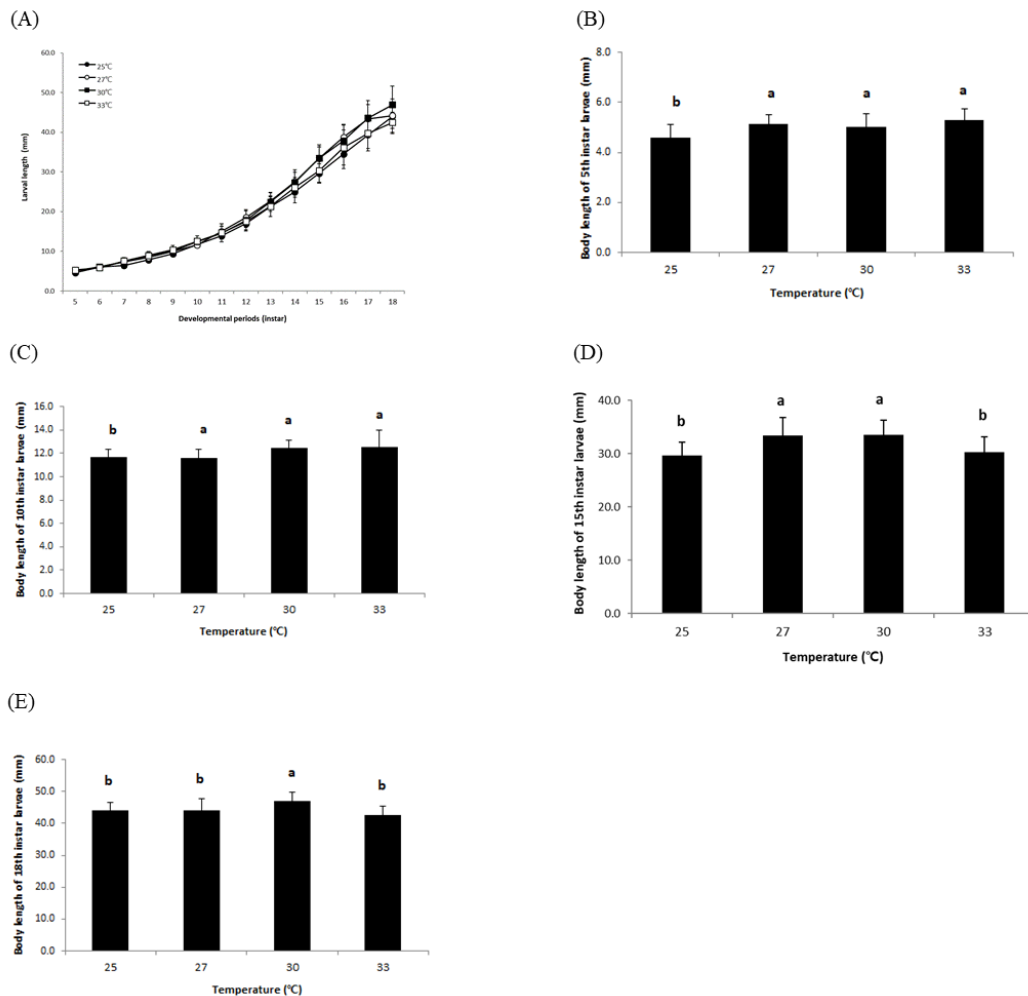 (A)
60.0
50.0
40.0
30.0
20.0
10.0
0.0
25℃
27℃
30℃
33℃
Larval length (mm)
5 6 7 8 9 10 11 12 13 14 15 16 17 18
Developmental periods (instar)
(B)
Body length of 5th instar larvae (mm)
8.0
6.0
4.0
2.0
0.0
b a a a
25 27 30 33
Temperature (℃)
(C)
Body length of 10th instar larvae (mm)
16.0
14.0
12.0
10.0
8.0
6.0
4.0
2.0
0.0
b a a a
25 27 30 33
Temperature (℃)
(D)
Body length of 15th instar larvae (mm)
40.0
30.0
20.0
10.0
0.0
b a a b
25 27 30 33
Temperature (℃)
(E)
Body length of 18th instar larvae (mm)
60.0
50.0
40.0
30.0
20.0
10.0
0.0
b b a b
25 27 30 33
Temperature (℃)